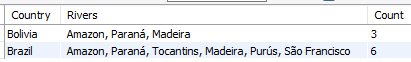 Country Rivers Count
Bolivia Amazon, Paraná, Madeira 3
Brazil Amazon, Paraná, Tocantins, Madeira, Purús, São Francisco 6